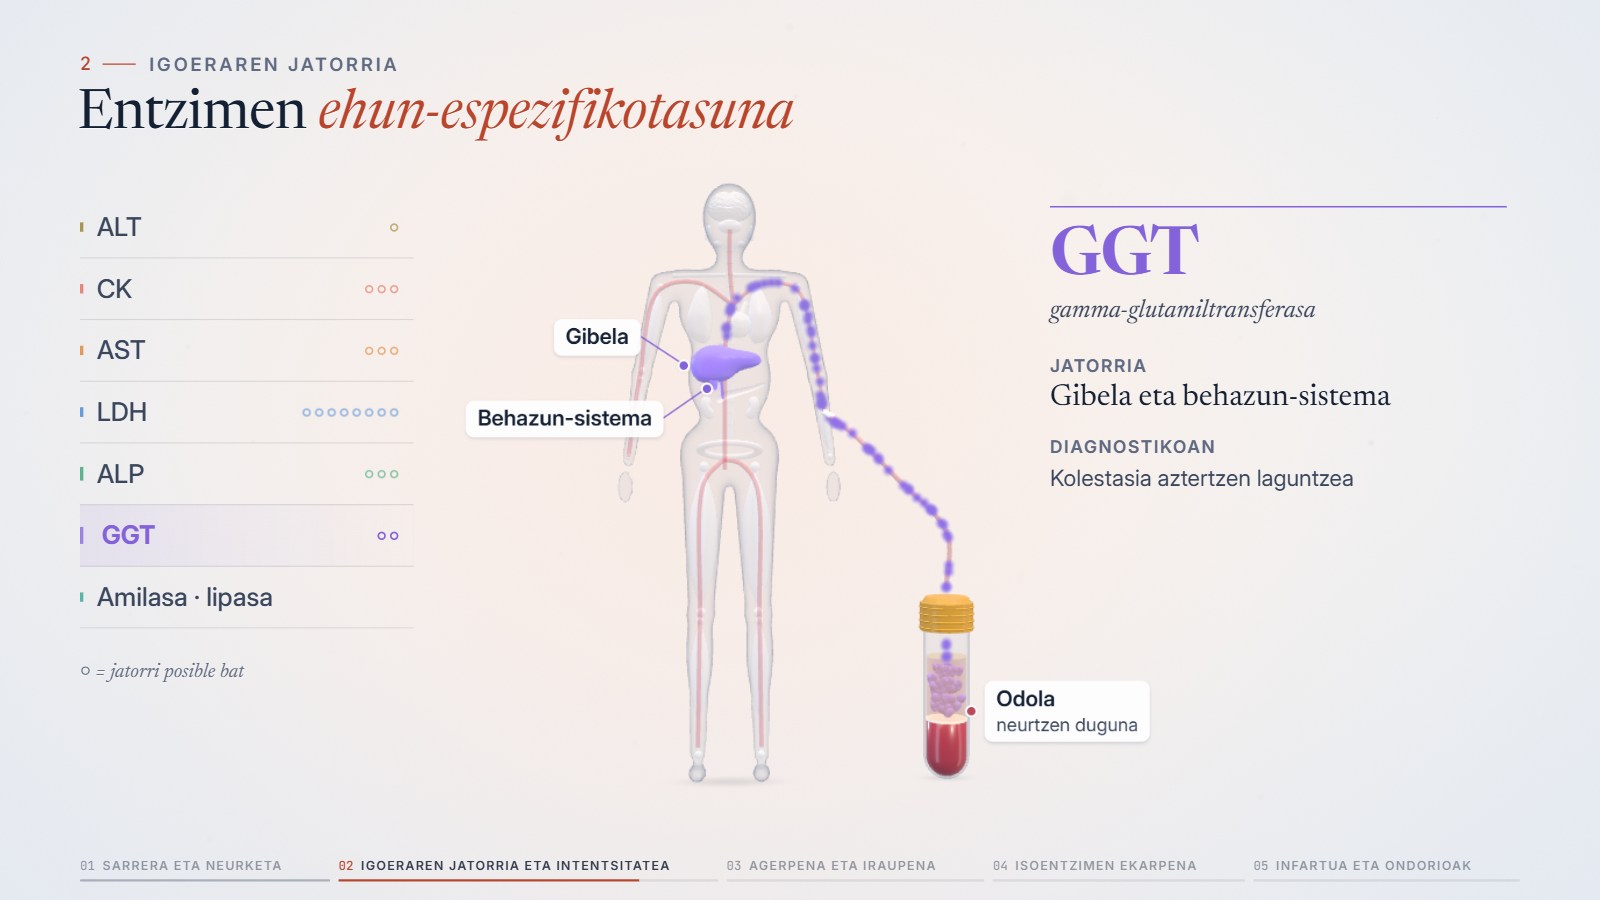 2 — IGOERAREN JATORRIA
Entzimen ehun-espezifikotasuna
ALT
CK
AST
LDH
ALP
GGT
Amilasa · lipasa
○ = jatorri posible bat
Gibela
Behazun-sistema
Odola
neurtzen duguna
GGT
gamma-glutamiltransferasa
JATORRIA
Gibela eta behazun-sistema
DIAGNOSTIKOAN
Kolestasia aztertzen laguntzea
01 SARRERA ETA NEURKETA
02 IGOERAREN JATORRIA ETA INTENTSITATEA
03 AGERPENA ETA IRAUPENA
04 ISOENTZIMEN EKARPENA
05 INFARTUA ETA ONDORIOAK